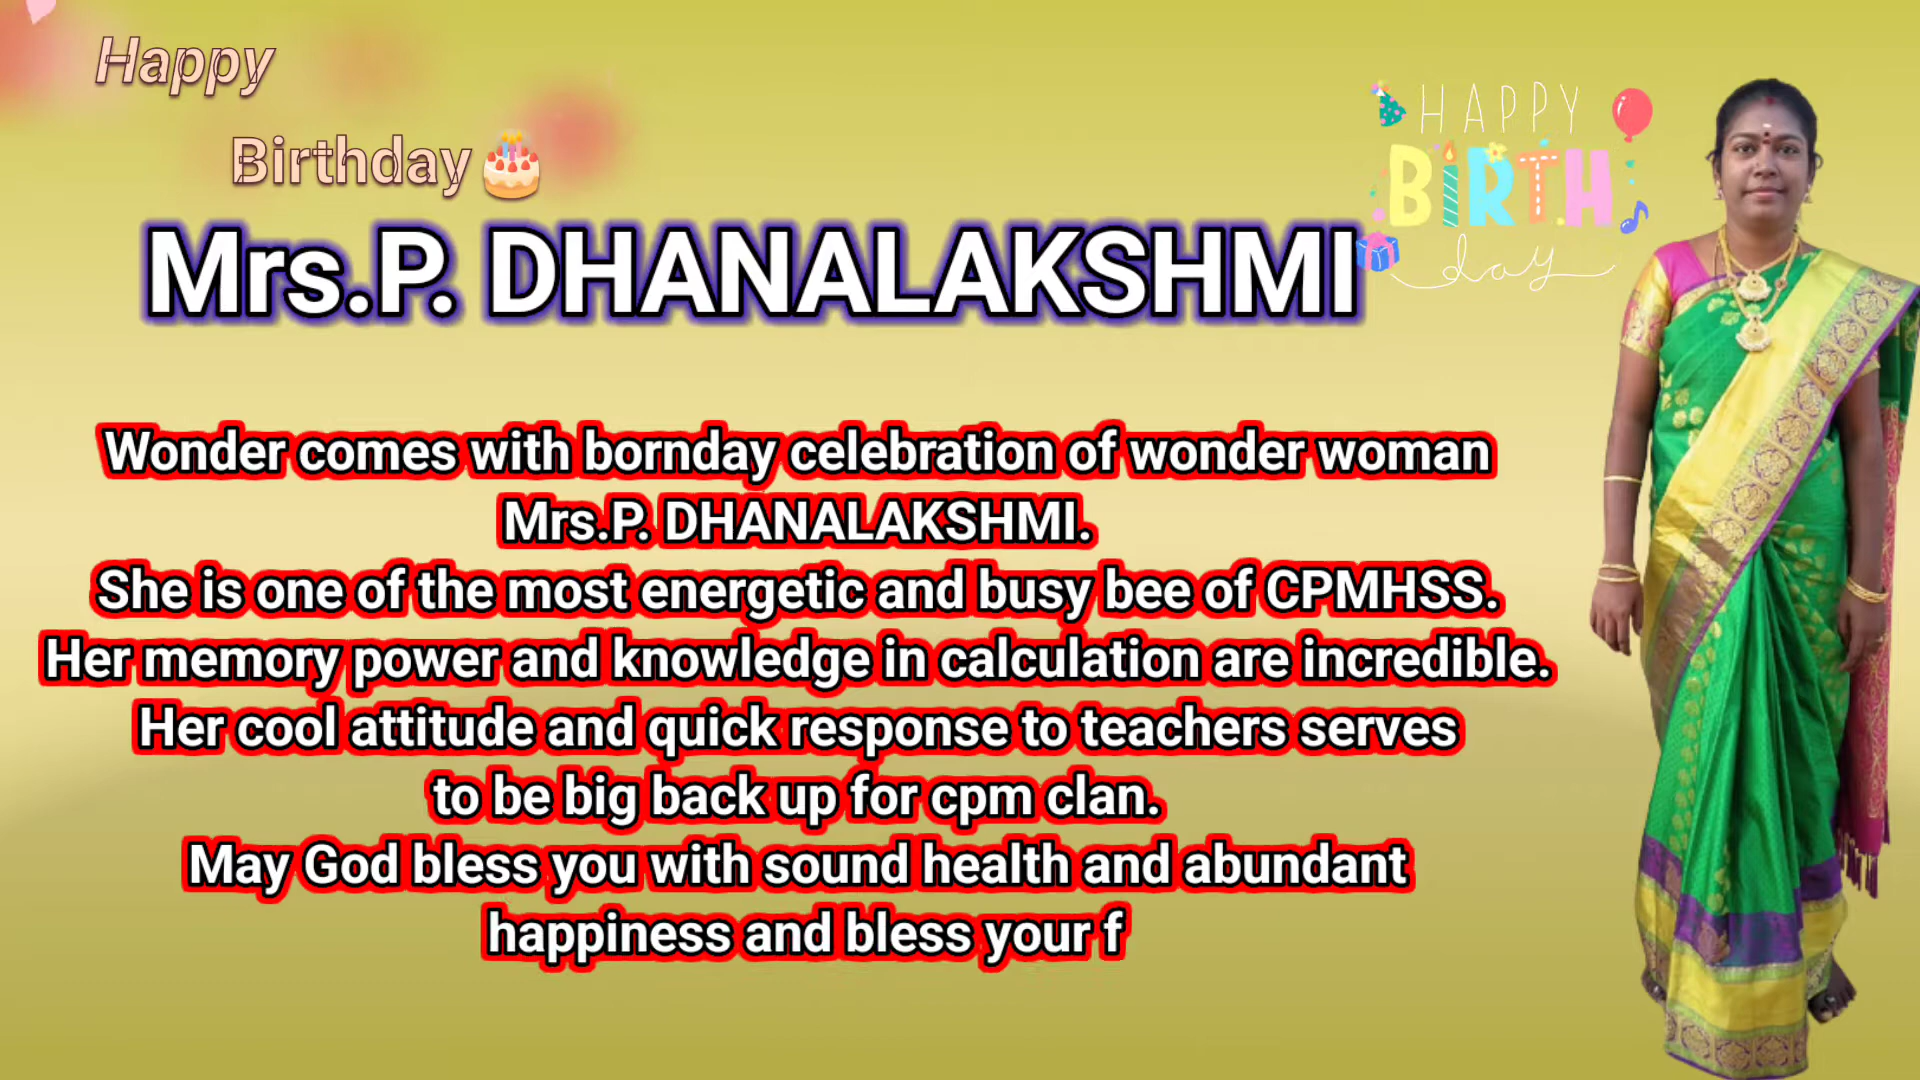 Happy
Birthday🎂
Mrs.P. DHANALAKSHMI
HAPPY
BIRTH
day
Wonder comes with bornday celebration of wonder woman
Mrs.P. DHANALAKSHMI.
She is one of the most energetic and busy bee of CPMHSS.
Her memory power and knowledge in calculation are incredible.
Her cool attitude and quick response to teachers serves
to be big back up for cpm clan.
May God bless you with sound health and abundant
happiness and bless your f